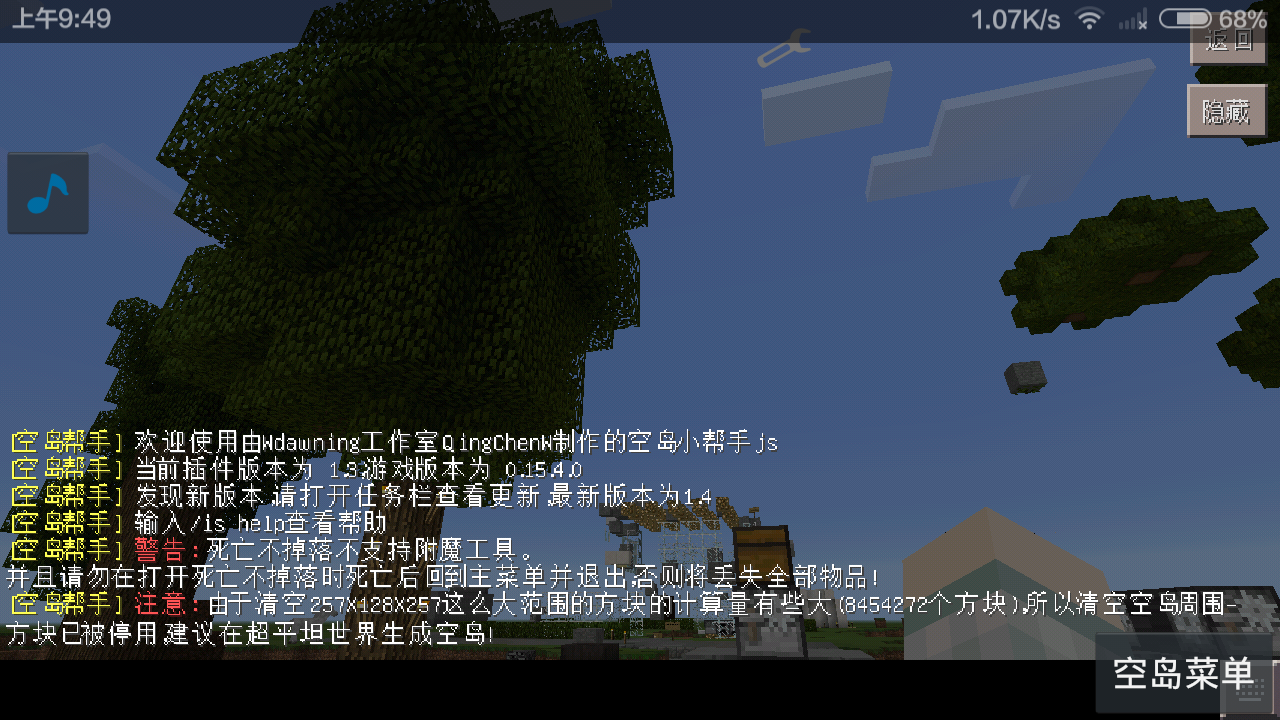 上午9:49
1.07K/s
68%
返回
隐藏
[空岛帮手] 欢迎使用由Wdawning工作室QingChenW制作的空岛小帮手js
[空岛帮手] 当前插件版本为 1.3,游戏版本为 0.15.4.0
[空岛帮手] 发现新版本,请打开任务栏查看更新,最新版本为1.4
[空岛帮手] 输入/is help查看帮助
[空岛帮手] 警告:死亡不掉落不支持附魔工具。
并且请勿在打开死亡不掉落时死亡后回到主菜单并退出,否则将丢失全部物品!
[空岛帮手] 注意:由于清空257X128X257这么大范围的方块的计算量有些大(8454272个方块),所以清空空岛周围-
方块已被停用,建议在超平坦世界生成空岛!
空岛菜单